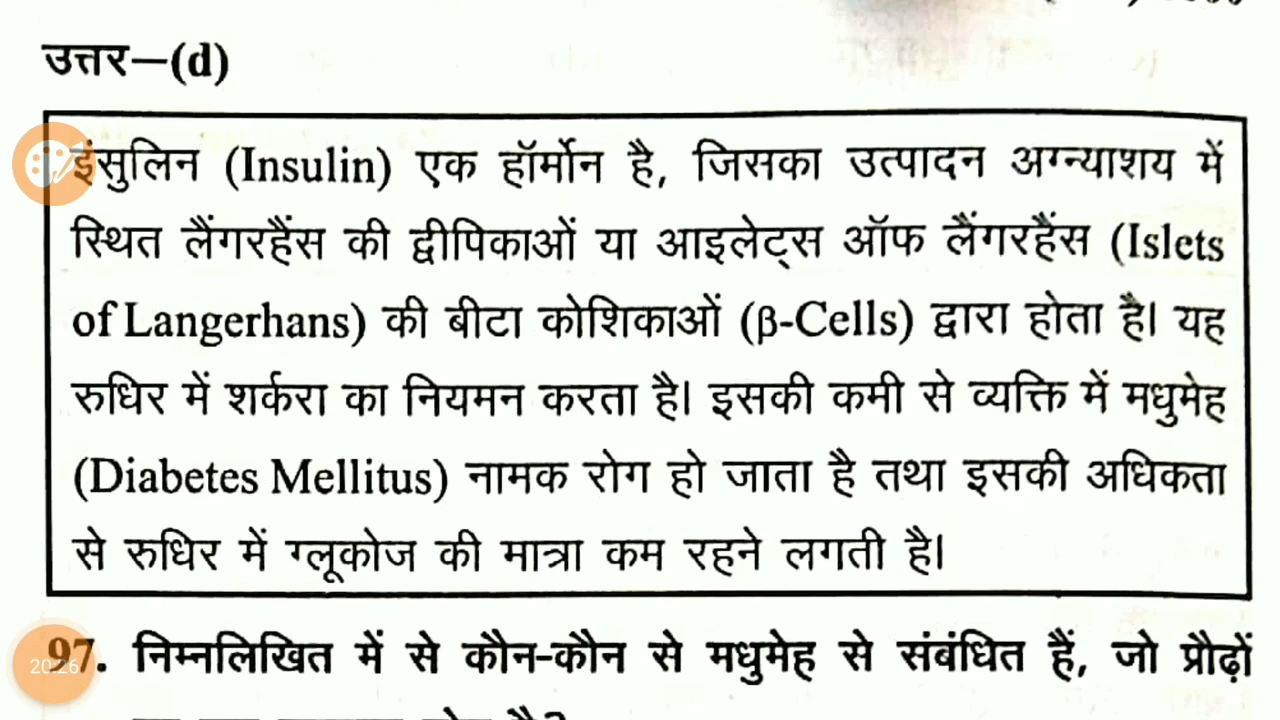 उत्तर—(d)
इंसुलिन (Insulin) एक हॉर्मोन है, जिसका उत्पादन अग्न्याशय में
स्थित लैंगरहैंस की द्वीपिकाओं या आइलेट्स ऑफ लैंगरहैंस (Islets
of Langerhans) की बीटा कोशिकाओं (β-Cells) द्वारा होता है। यह
रुधिर में शर्करा का नियमन करता है। इसकी कमी से व्यक्ति में मधुमेह
(Diabetes Mellitus) नामक रोग हो जाता है तथा इसकी अधिकता
से रुधिर में ग्लूकोज की मात्रा कम रहने लगती है।
97. निम्नलिखित में से कौन-कौन से मधुमेह से संबंधित हैं, जो प्रौढ़ों
20:26